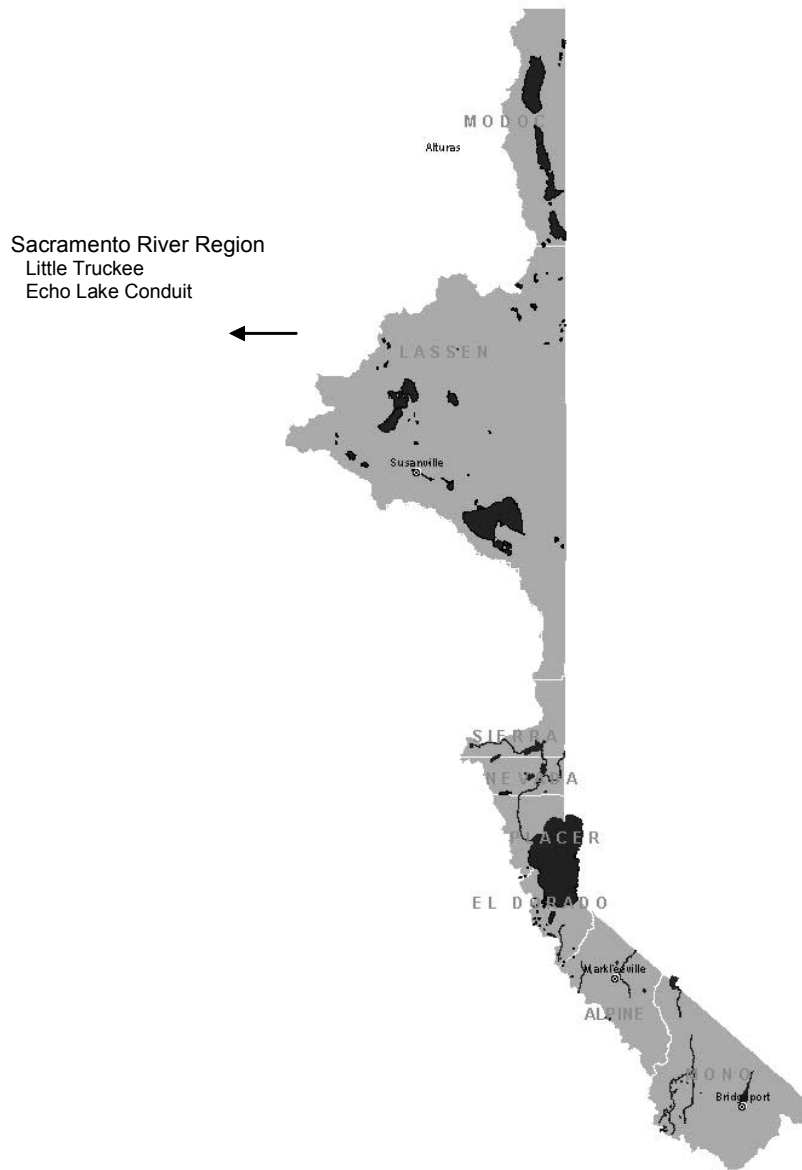 MODOC
Alturas
Sacramento River Region
Little Truckee
Echo Lake Conduit
LASSEN
Susanville
SIERRA
NEVADA
PLACER
EL DORADO
Markleeville
ALPINE
MONO
Bridgeport